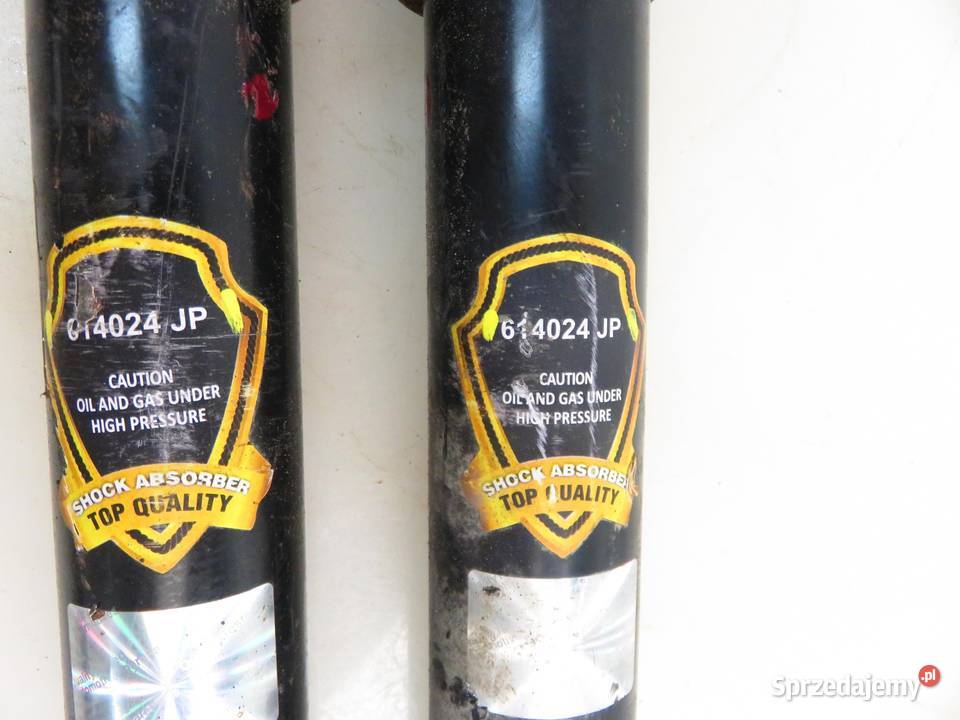 614024 JP
CAUTION
OIL AND GAS UNDER
HIGH PRESSURE
SHOCK ABSORBER
TOP QUALITY
614024 JP
CAUTION
OIL AND GAS UNDER
HIGH PRESSURE
SHOCK ABSORBER
TOP QUALITY
Sprzedajemy.pl